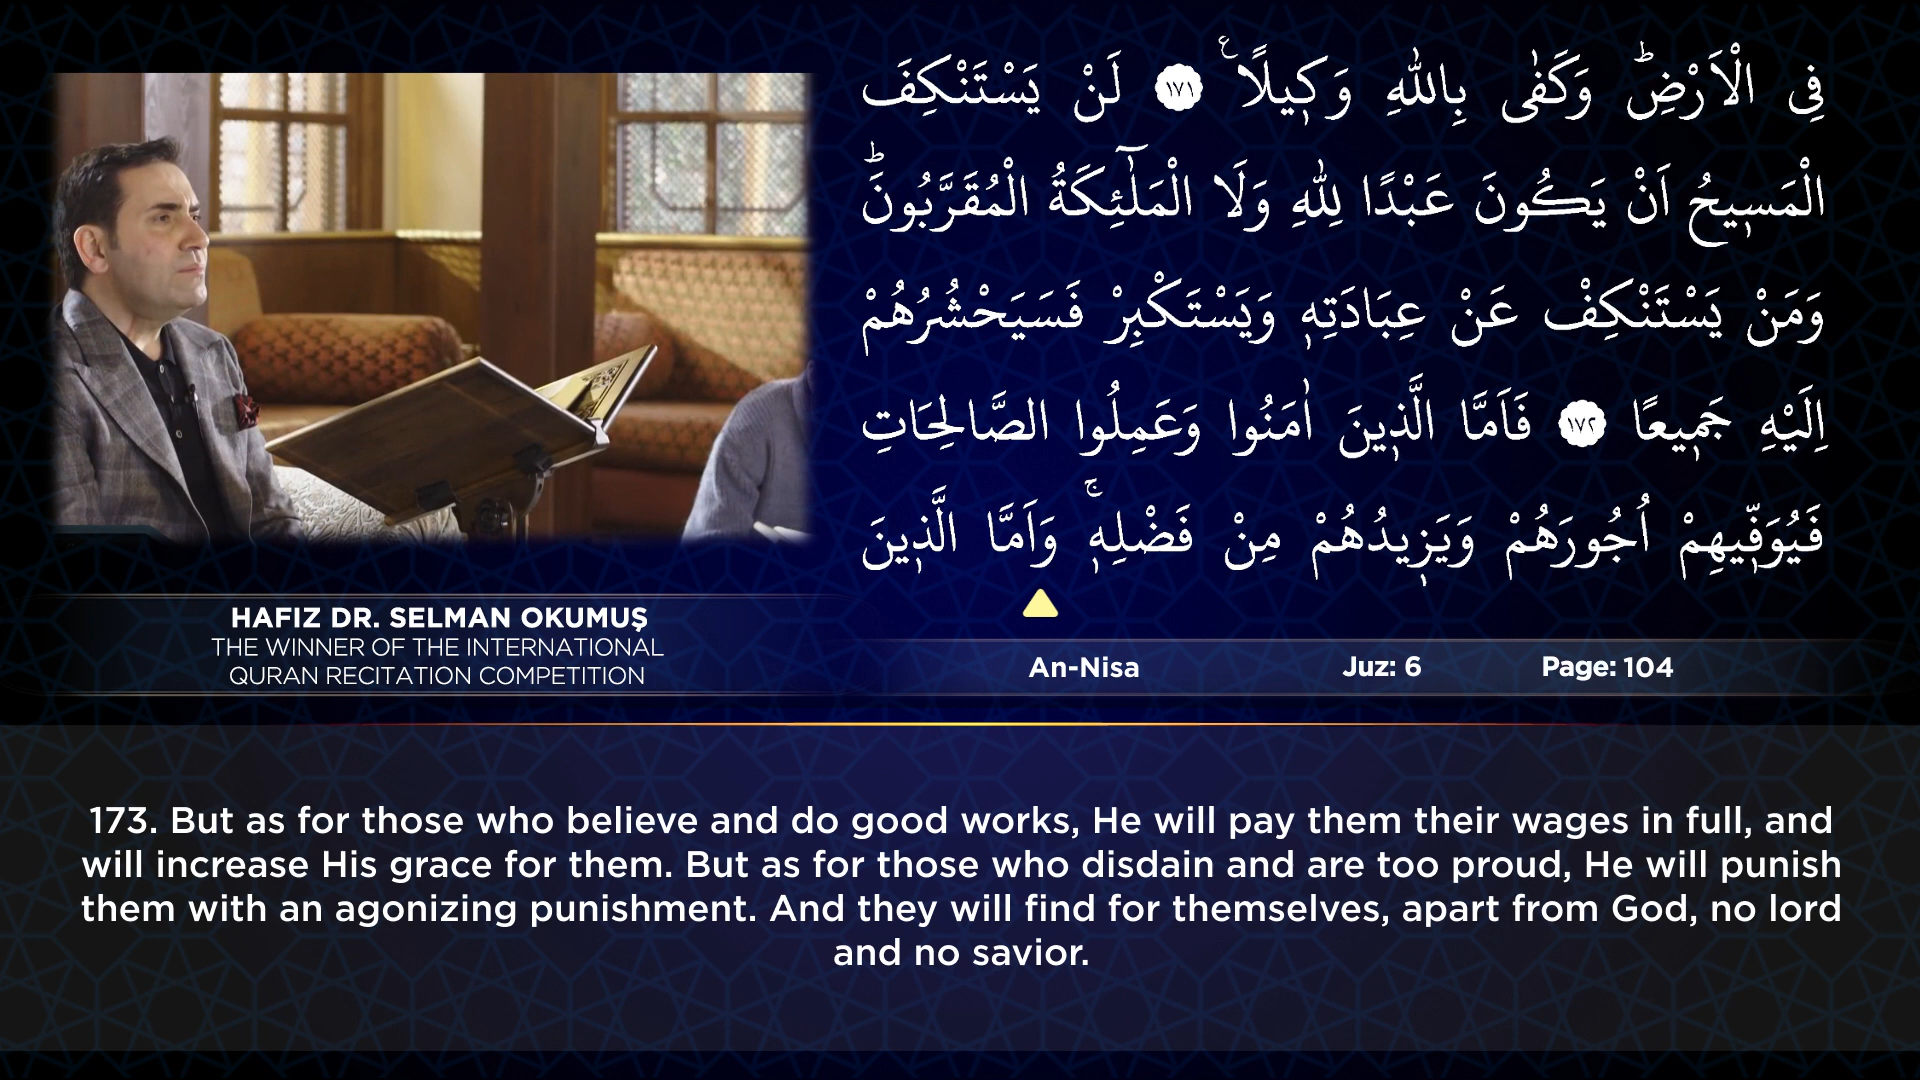 فِى الْاَرْضِۜ وَكَفٰى بِاللّٰهِ وَك۪يلًاࣖ ١٧١ لَنْ يَسْتَنْكِفَ
الْمَس۪يحُ اَنْ يَكُونَ عَبْدًا لِلّٰهِ وَلَا الْمَلٰٓئِكَةُ الْمُقَرَّبُونَۜ
وَمَنْ يَسْتَنْكِفْ عَنْ عِبَادَتِه۪ وَيَسْتَكْبِرْ فَسَيَحْشُرُهُمْ
اِلَيْهِ جَم۪يعًا ١٧٢ فَاَمَّا الَّذ۪ينَ اٰمَنُوا وَعَمِلُوا الصَّالِحَاتِ
فَيُوَفّ۪يهِمْ اُجُورَهُمْ وَيَز۪يدُهُمْ مِنْ فَضْلِه۪ۚ وَاَمَّا الَّذ۪ينَ
HAFIZ DR. SELMAN OKUMUŞ
THE WINNER OF THE INTERNATIONAL
QURAN RECITATION COMPETITION
An-Nisa Juz: 6 Page: 104
173. But as for those who believe and do good works, He will pay them their wages in full, and
will increase His grace for them. But as for those who disdain and are too proud, He will punish
them with an agonizing punishment. And they will find for themselves, apart from God, no lord
and no savior.